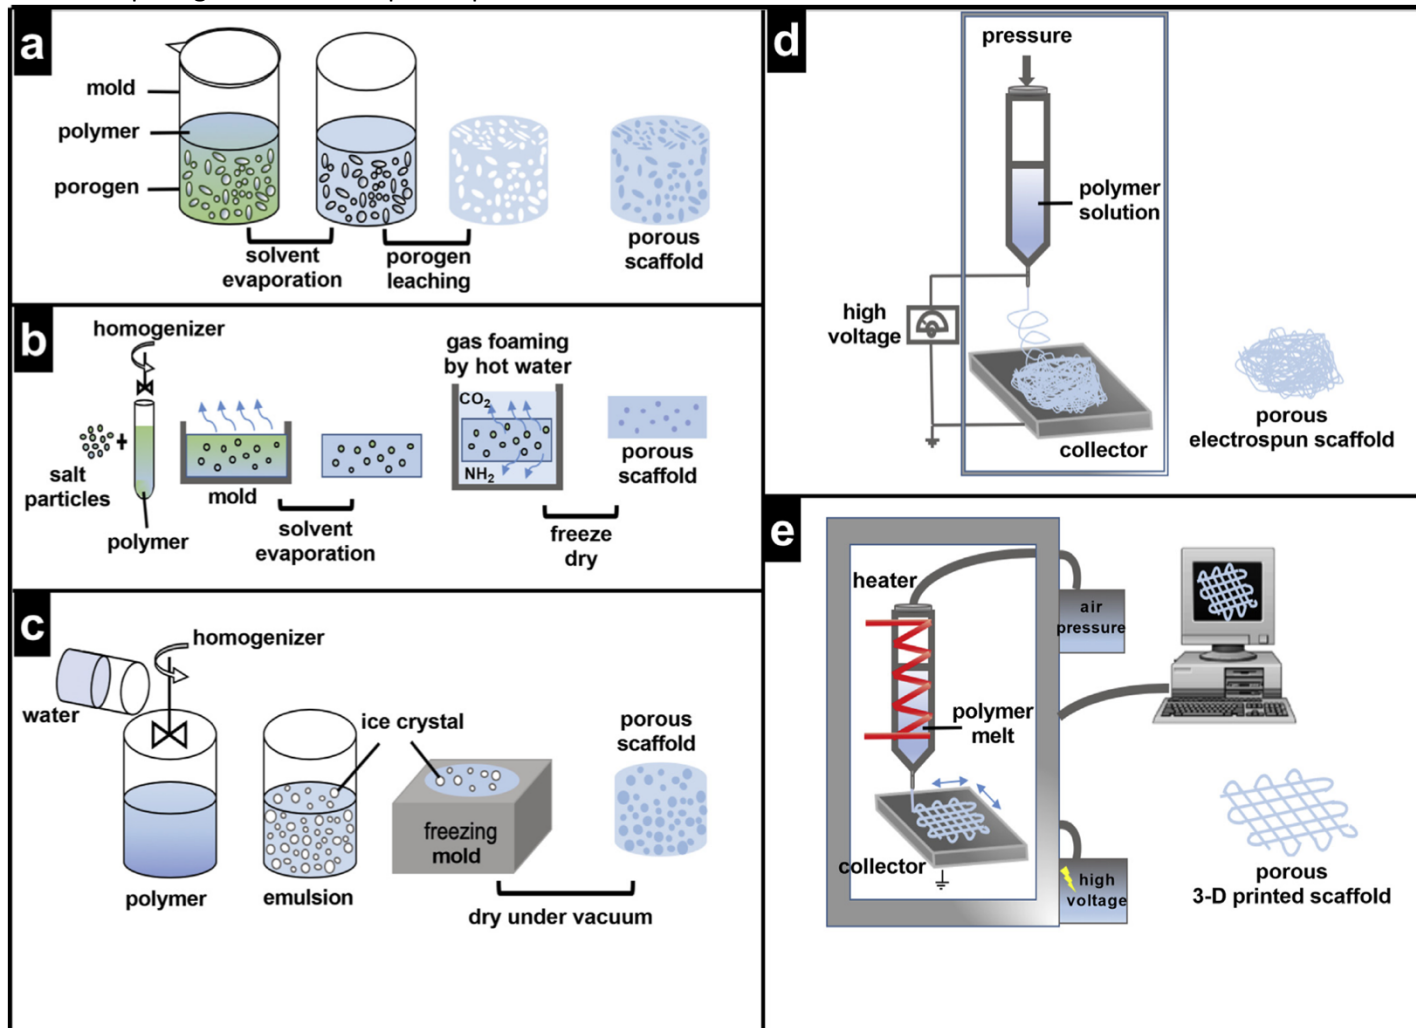 a
mold
polymer
porogen
solvent
evaporation
porogen
leaching
porous
scaffold
b
homogenizer
salt
particles
+
polymer
mold
solvent
evaporation
gas foaming
by hot water
CO2
NH2
freeze
dry
porous
scaffold
c
homogenizer
water
polymer
ice crystal
emulsion
freezing
mold
dry under vacuum
porous
scaffold
d
pressure
polymer
solution
high
voltage
collector
porous
electrospun scaffold
e
heater
air
pressure
polymer
melt
collector
high
voltage
porous
3-D printed scaffold